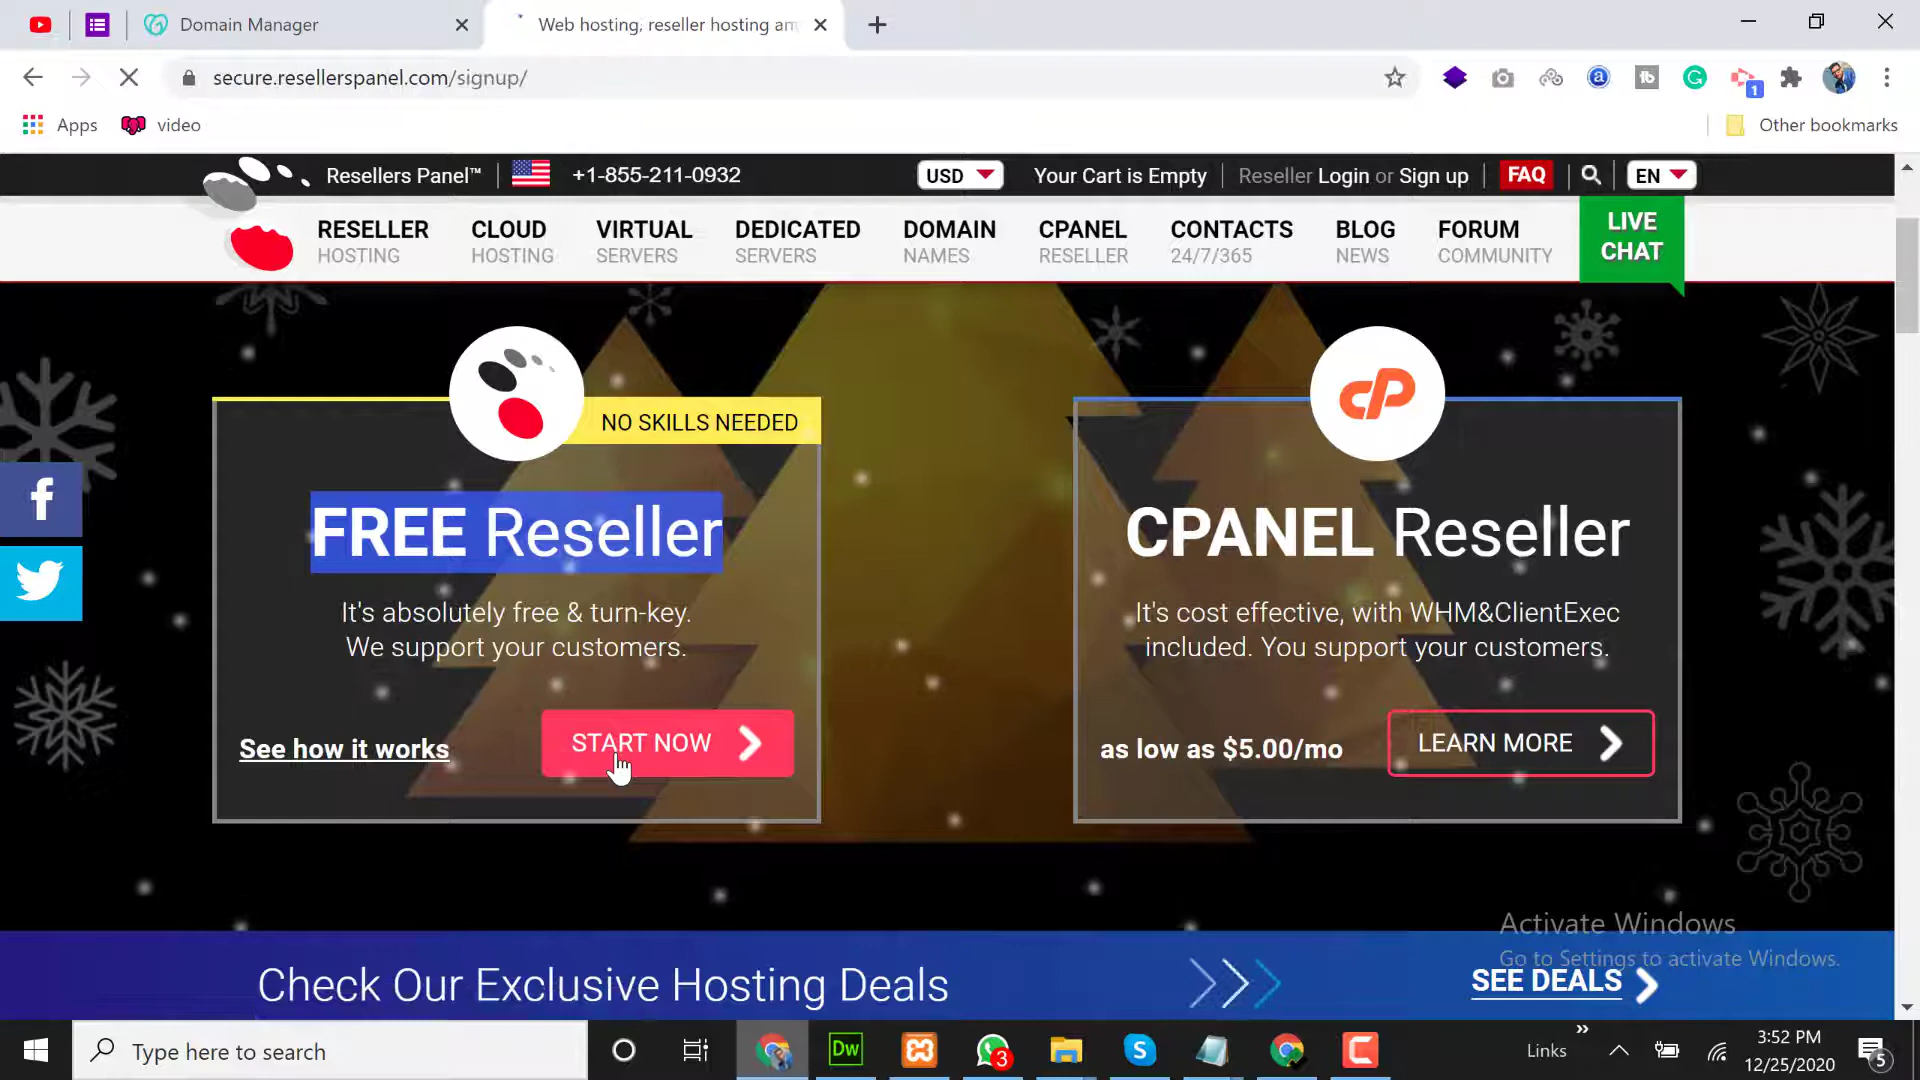 Domain Manager
Web hosting, reseller hosting an
secure.resellerspanel.com/signup/
1
Apps
video
Other bookmarks
Resellers Panel™
+1-855-211-0932
USD
Your Cart is Empty
Reseller Login or Sign up
FAQ
EN
RESELLER HOSTING
CLOUD HOSTING
VIRTUAL SERVERS
DEDICATED SERVERS
DOMAIN NAMES
CPANEL RESELLER
CONTACTS 24/7/365
BLOG NEWS
FORUM COMMUNITY
LIVE
CHAT
NO SKILLS NEEDED
FREE Reseller
It's absolutely free & turn-key.
We support your customers.
See how it works
START NOW
cP
CPANEL Reseller
It's cost effective, with WHM&ClientExec
included. You support your customers.
as low as $5.00/mo
LEARN MORE
Check Our Exclusive Hosting Deals
SEE DEALS
Activate Windows
Go to Settings to activate Windows.
Type here to search
Dw
3
Links
3:52 PM
12/25/2020
5